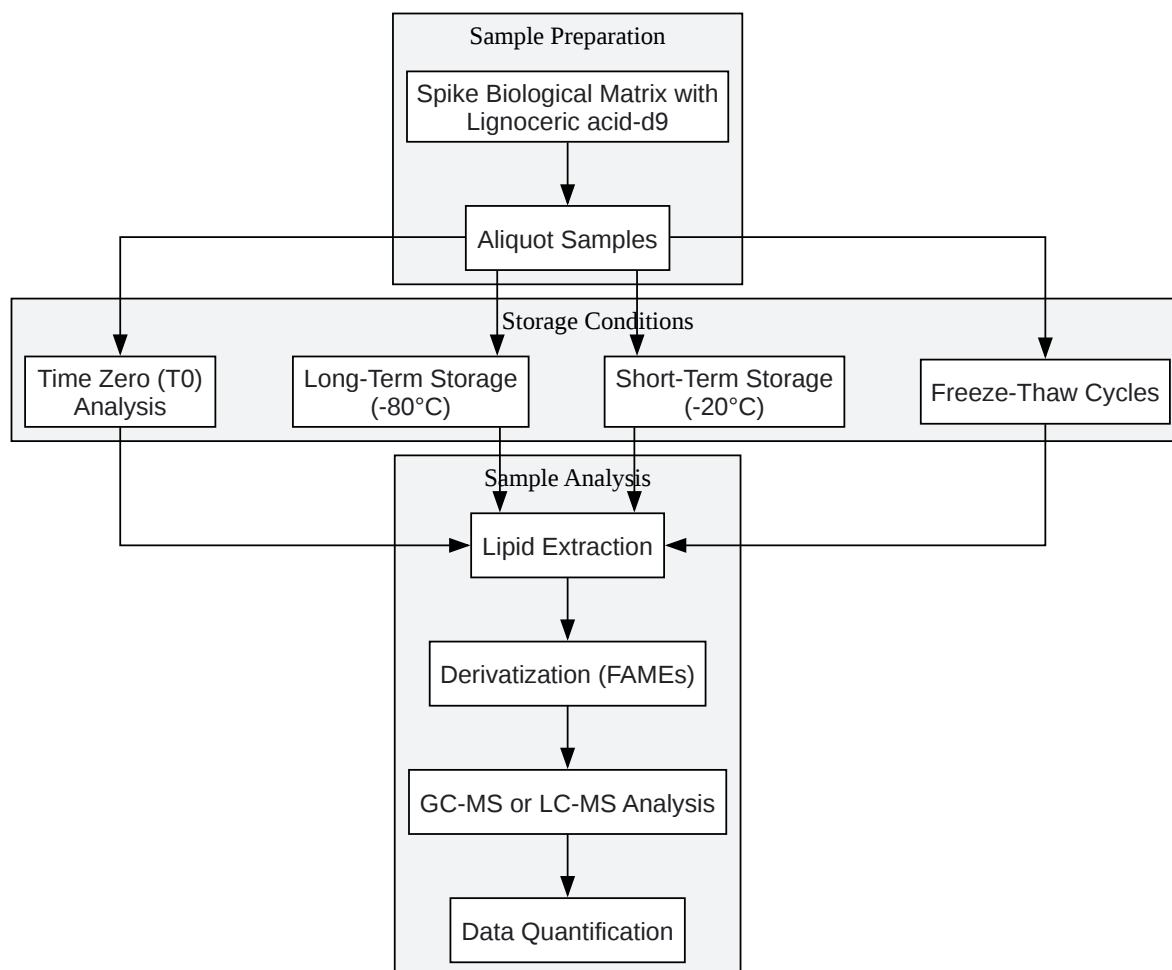 Sample Preparation
Spike Biological Matrix with
Lignoceric acid-d9
Aliquot Samples
Storage Conditions
Time Zero (T0)
Analysis
Long-Term Storage
(-80°C)
Short-Term Storage
(-20°C)
Freeze-Thaw Cycles
Sample Analysis
Lipid Extraction
Derivatization (FAMEs)
GC-MS or LC-MS Analysis
Data Quantification